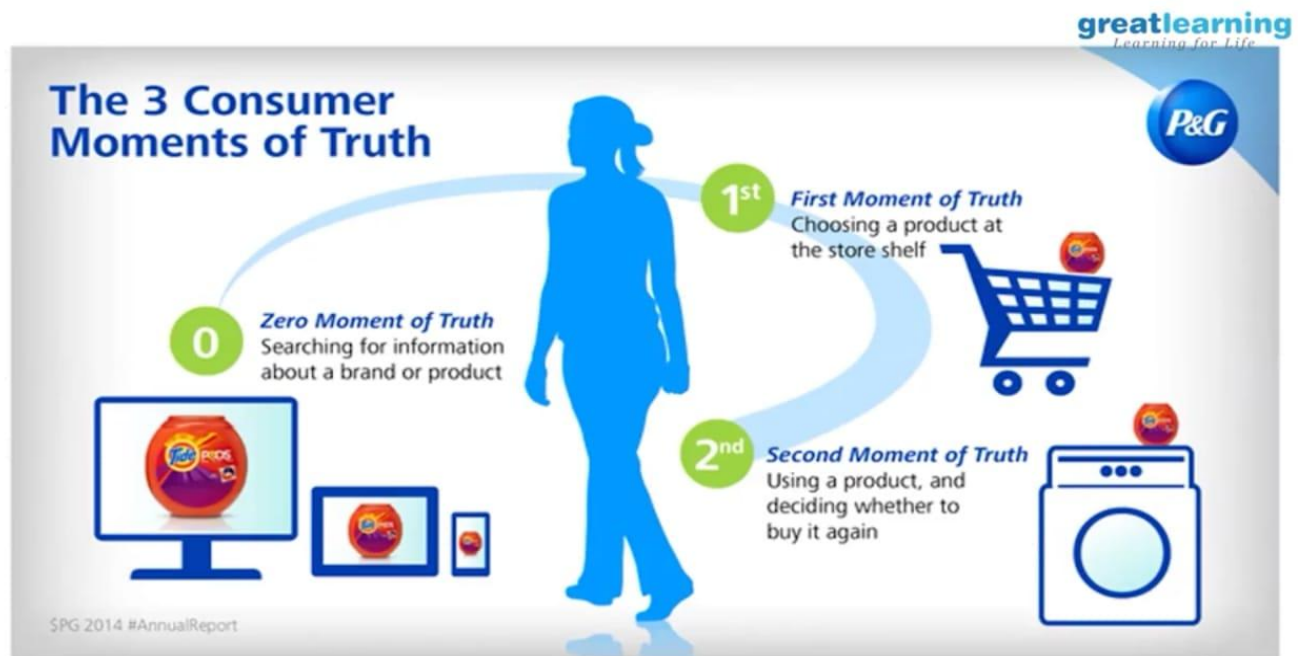 greatlearning
Learning for Life
The 3 Consumer
Moments of Truth
P&G
1st
First Moment of Truth
Choosing a product at
the store shelf
0
Zero Moment of Truth
Searching for information
about a brand or product
Tide PODS
2nd
Second Moment of Truth
Using a product, and
deciding whether to
buy it again
$PG 2014 #AnnualReport